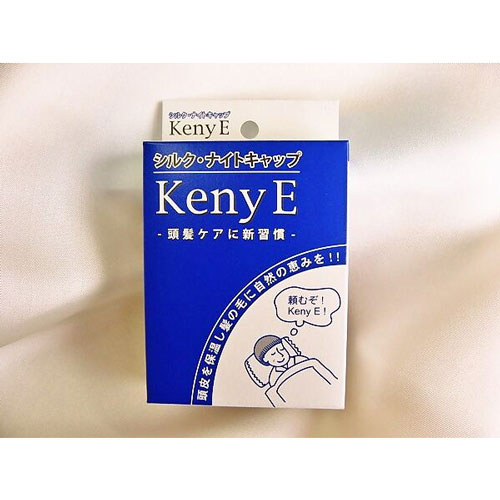 シルク・ナイトキャップ
Keny E
シルク・ナイトキャップ
Keny E
- 頭髪ケアに新習慣 -
頭皮を保温し髪の毛に自然の恵みを!!
頼むぞ!
Keny E!